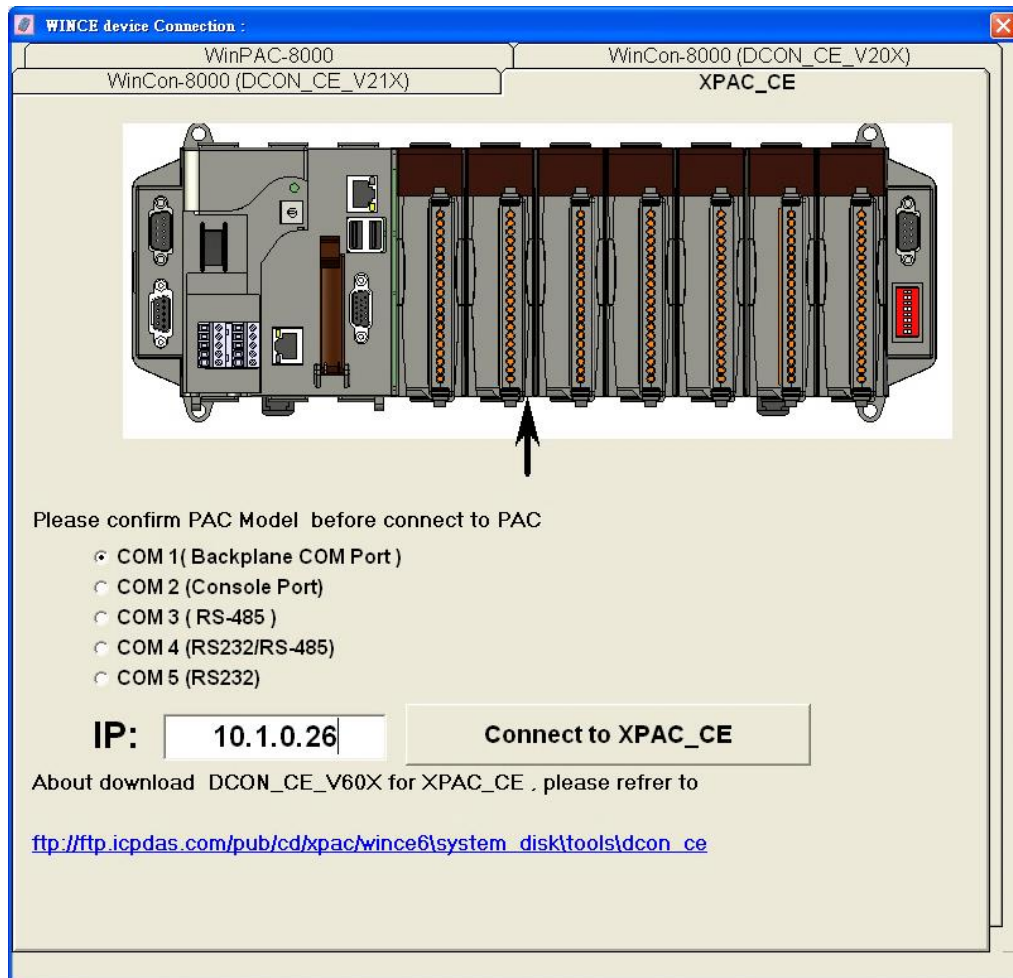 WINCE device Connection :
WinPAC-8000
WinCon-8000 (DCON_CE_V20X)
WinCon-8000 (DCON_CE_V21X)
XPAC_CE
Please confirm PAC Model before connect to PAC
COM 1( Backplane COM Port )
COM 2 (Console Port)
COM 3 ( RS-485 )
COM 4 (RS232/RS-485)
COM 5 (RS232)
IP: 10.1.0.26 Connect to XPAC_CE
About download DCON_CE_V60X for XPAC_CE , please refrer to
ftp://ftp.icpdas.com/pub/cd/xpac/wince6\system_disk\tools\dcon_ce